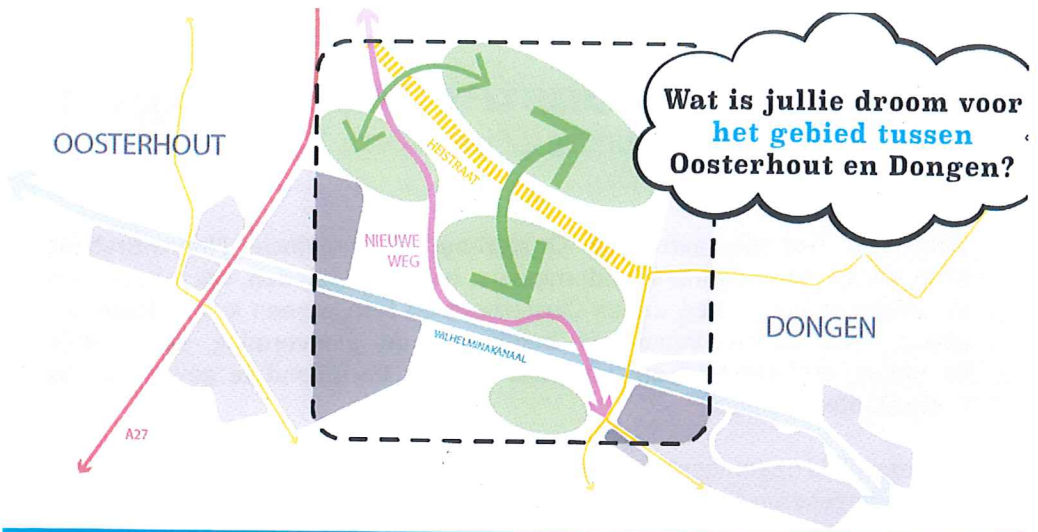 Wat is jullie droom voor
het gebied tussen
Oosterhout en Dongen?
OOSTERHOUT
HEISTRAAT
NIEUWE
WEG
WILHELMINAKANAAL
DONGEN
A27